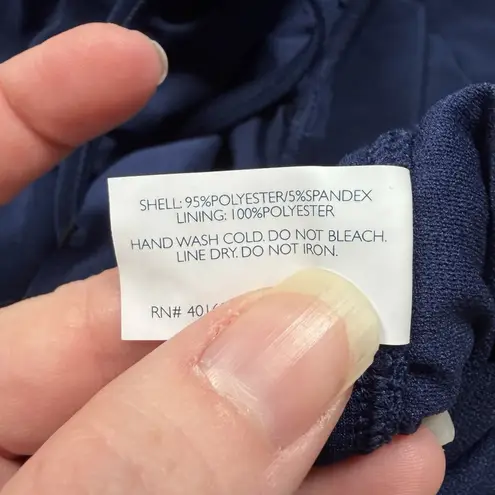 SHELL: 95%POLYESTER/5%SPANDEX
LINING: 100%POLYESTER
HAND WASH COLD. DO NOT BLEACH.
LINE DRY. DO NOT IRON.
RN#